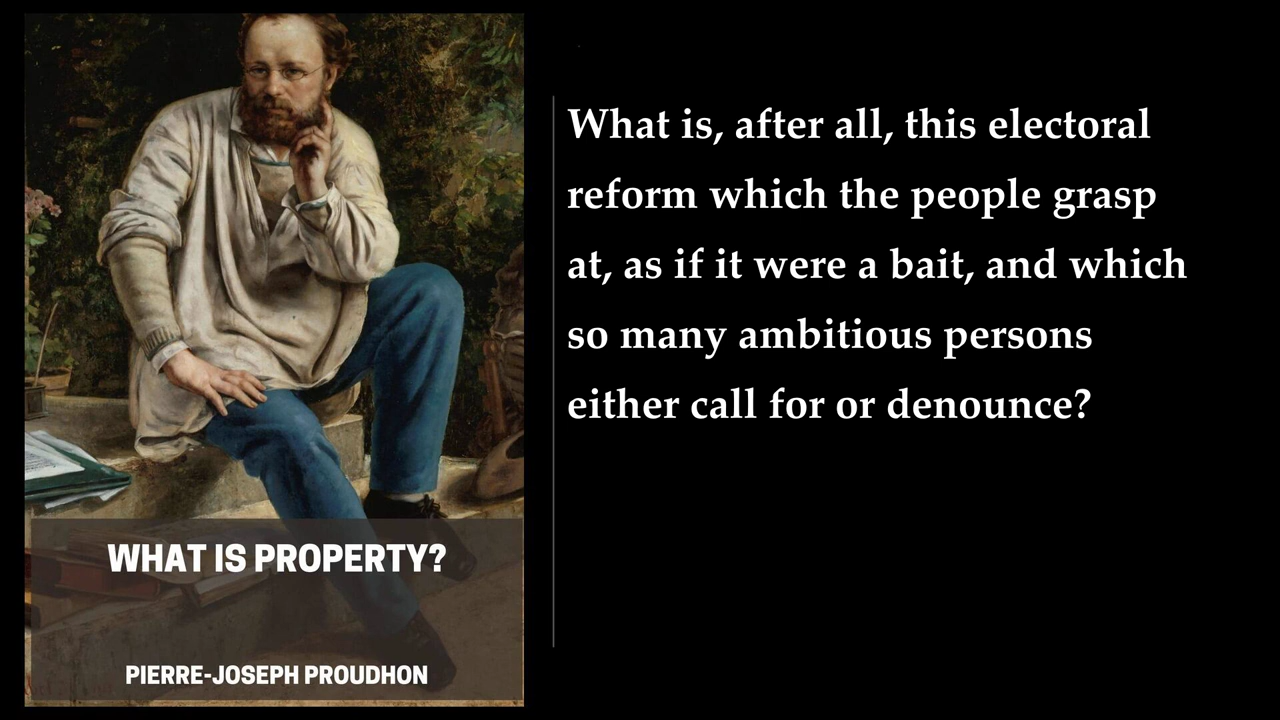 WHAT IS PROPERTY?
PIERRE-JOSEPH PROUDHON
What is, after all, this electoral
reform which the people grasp
at, as if it were a bait, and which
so many ambitious persons
either call for or denounce?